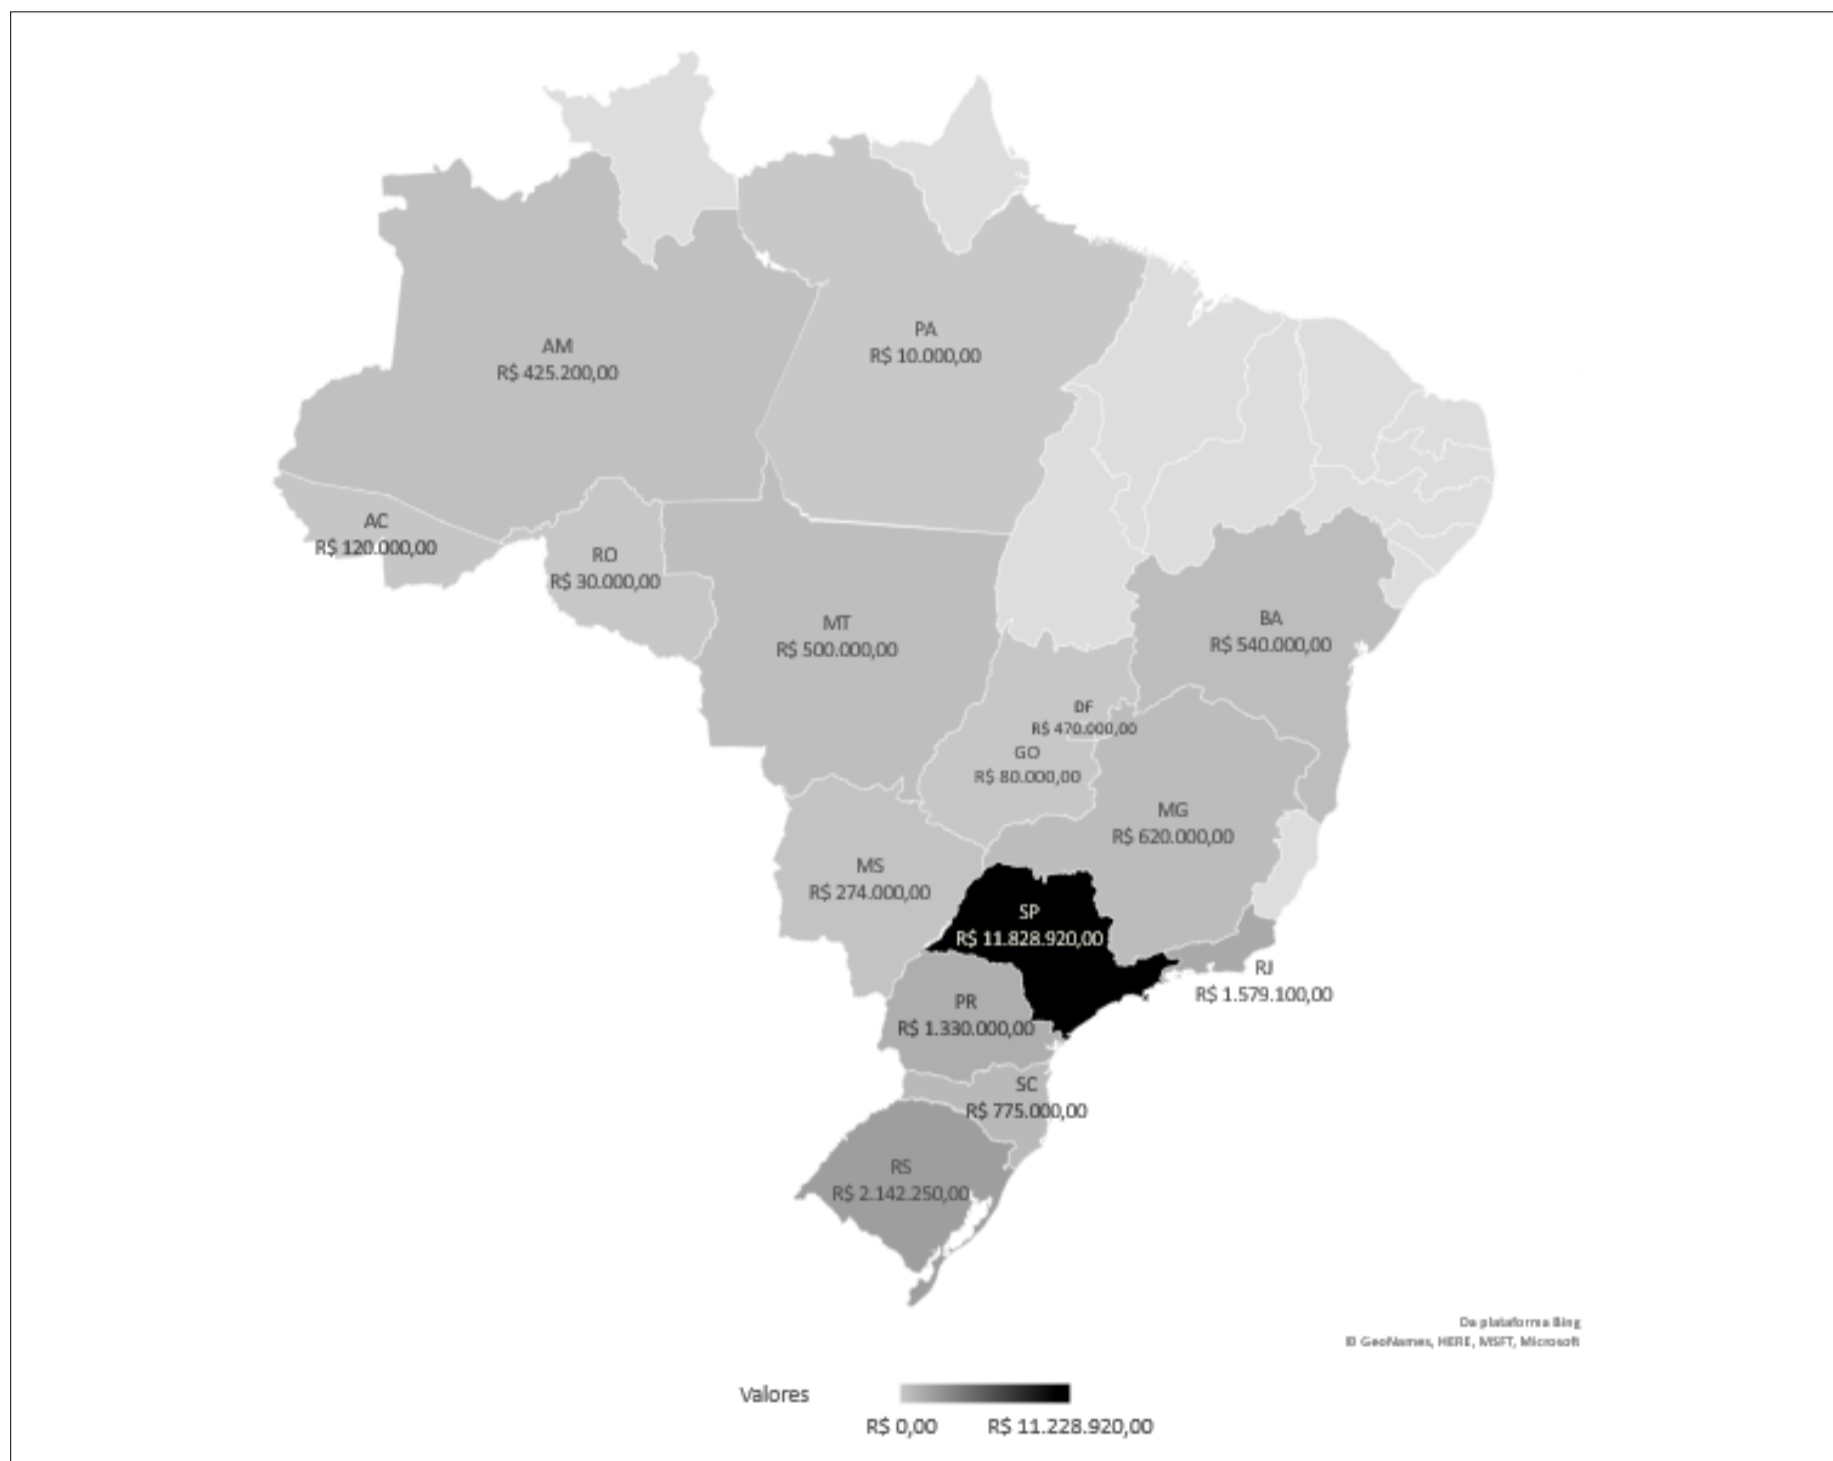 AM
R$ 425.200,00
PA
R$ 10.000,00
AC
R$ 120.000,00
RO
R$ 30.000,00
MT
R$ 500.000,00
BA
R$ 540.000,00
DF
R$ 470.000,00
GO
R$ 80.000,00
MG
R$ 620.000,00
MS
R$ 274.000,00
SP
R$ 11.828.920,00
RJ
R$ 1.579.100,00
PR
R$ 1.330.000,00
SC
R$ 775.000,00
RS
R$ 2.142.250,00
Da plataforma Bing
© GeoNames, HERE, MSFT, Microsoft
Valores
R$ 0,00 R$ 11.228.920,00